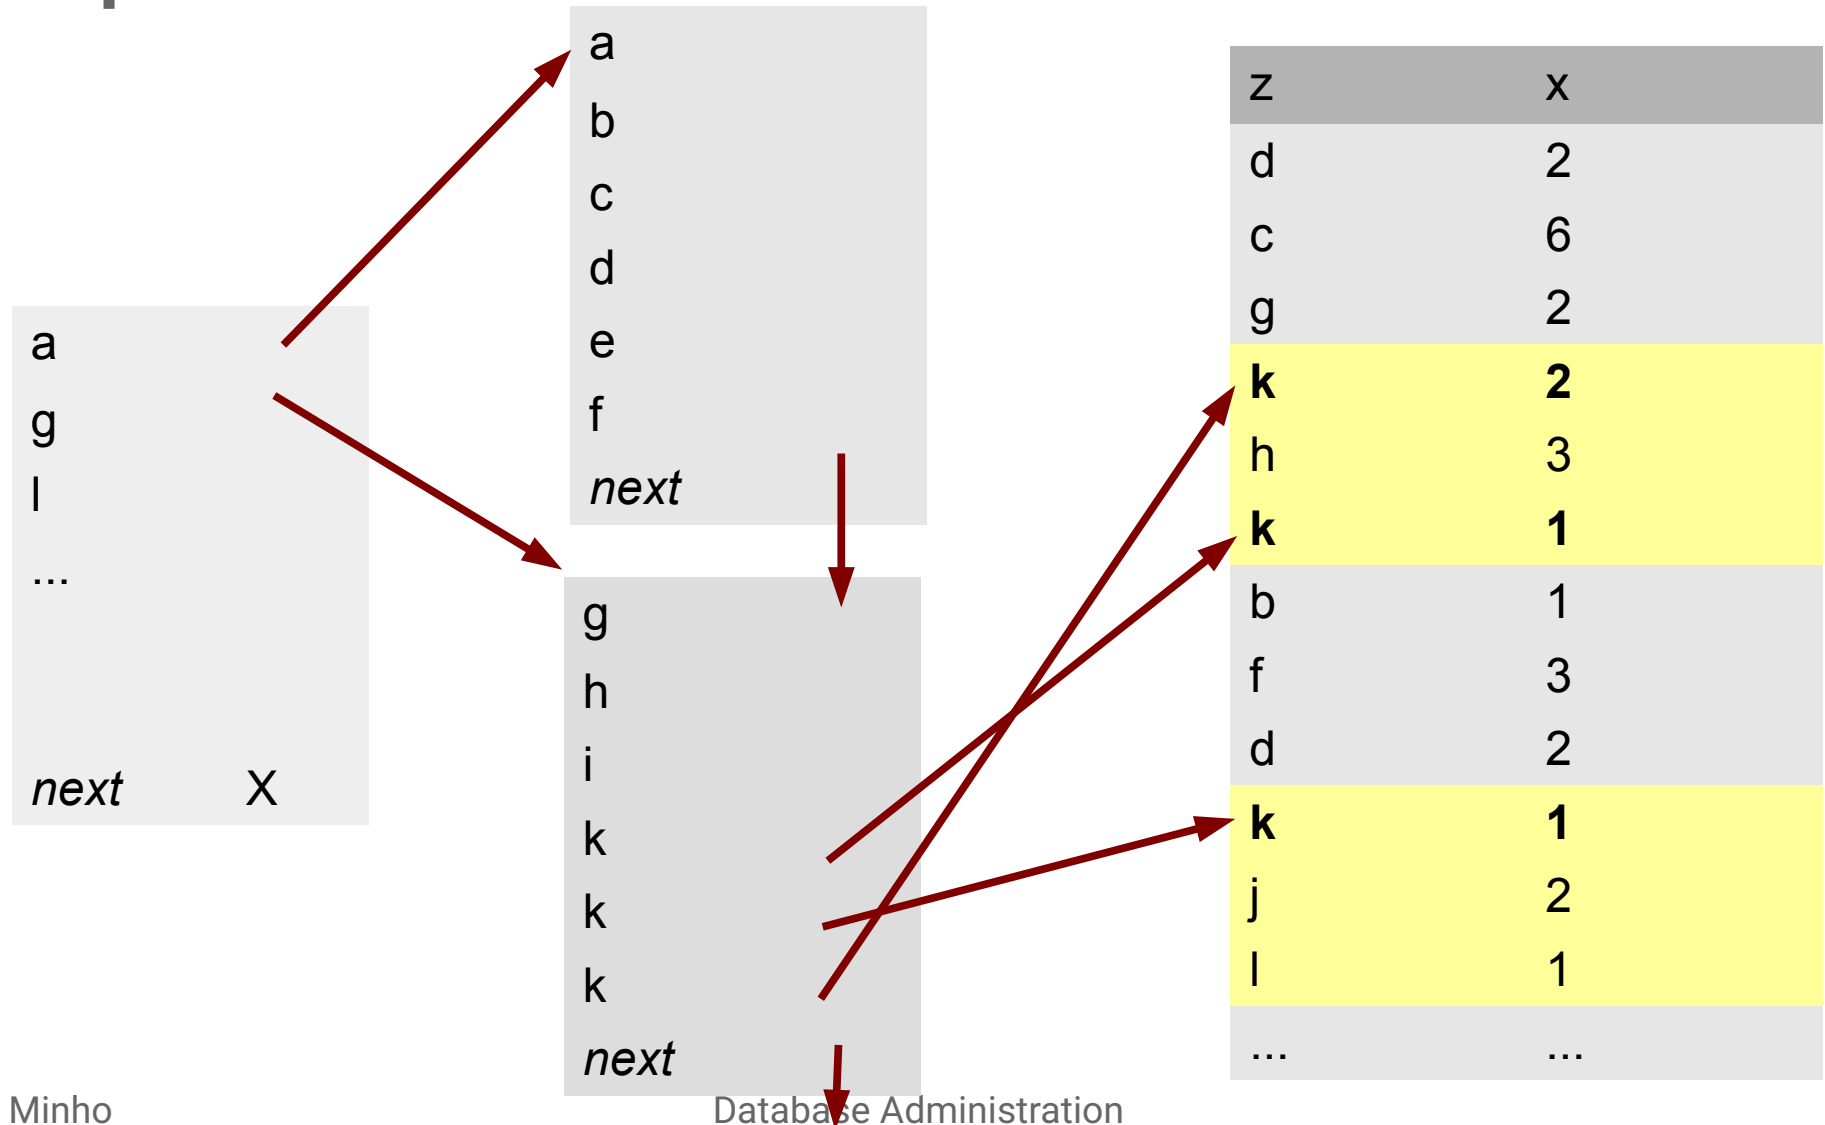 a
g
l
...
next X
a
b
c
d
e
f
next
g
h
i
k
k
k
next
z x
d 2
c 6
g 2
k 2
h 3
k 1
b 1
f 3
d 2
k 1
j 2
l 1
... ...
Minho
Database Administration